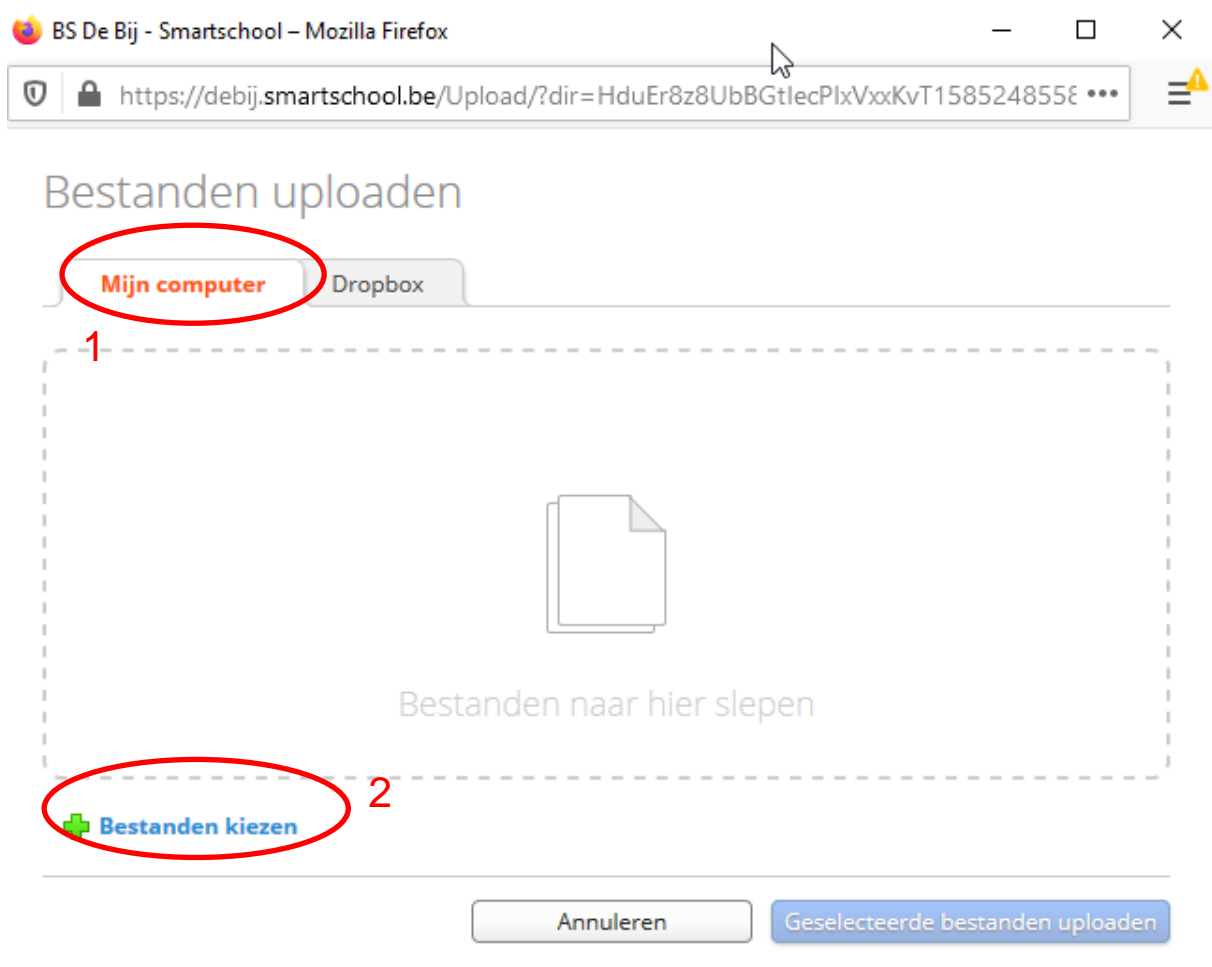 BS De Bij - Smartschool – Mozilla Firefox
https://debij.smartschool.be/Upload/?dir=HduEr8z8UbBGtIecPIxVxxKvT1585248558 •••
Bestanden uploaden
Mijn computer Dropbox
1
Bestanden naar hier slepen
2
Bestanden kiezen
Annuleren Geselecteerde bestanden uploaden